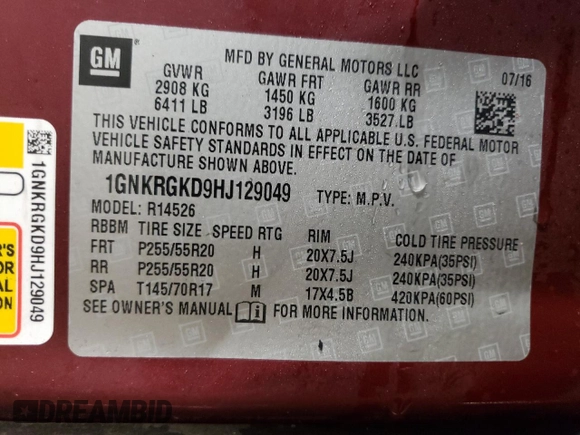 GM
MFD BY GENERAL MOTORS LLC
07/16
GVWR GAWR FRT GAWR RR
2908 KG 1450 KG 1600 KG
6411 LB 3196 LB 3527 LB
THIS VEHICLE CONFORMS TO ALL APPLICABLE U.S. FEDERAL MOTOR
VEHICLE SAFETY STANDARDS IN EFFECT ON THE DATE OF
MANUFACTURE SHOWN ABOVE.
1GNKRGKD9HJ129049 TYPE: M.P.V.
MODEL: R14526
RBBM TIRE SIZE SPEED RTG RIM COLD TIRE PRESSURE
FRT P255/55R20 H 20X7.5J 240KPA(35PSI)
RR P255/55R20 H 20X7.5J 240KPA(35PSI)
SPA T145/70R17 M 17X4.5B 420KPA(60PSI)
SEE OWNER'S MANUAL i FOR MORE INFORMATION.
1GNKRGKD9HJ129049
DREAMBID